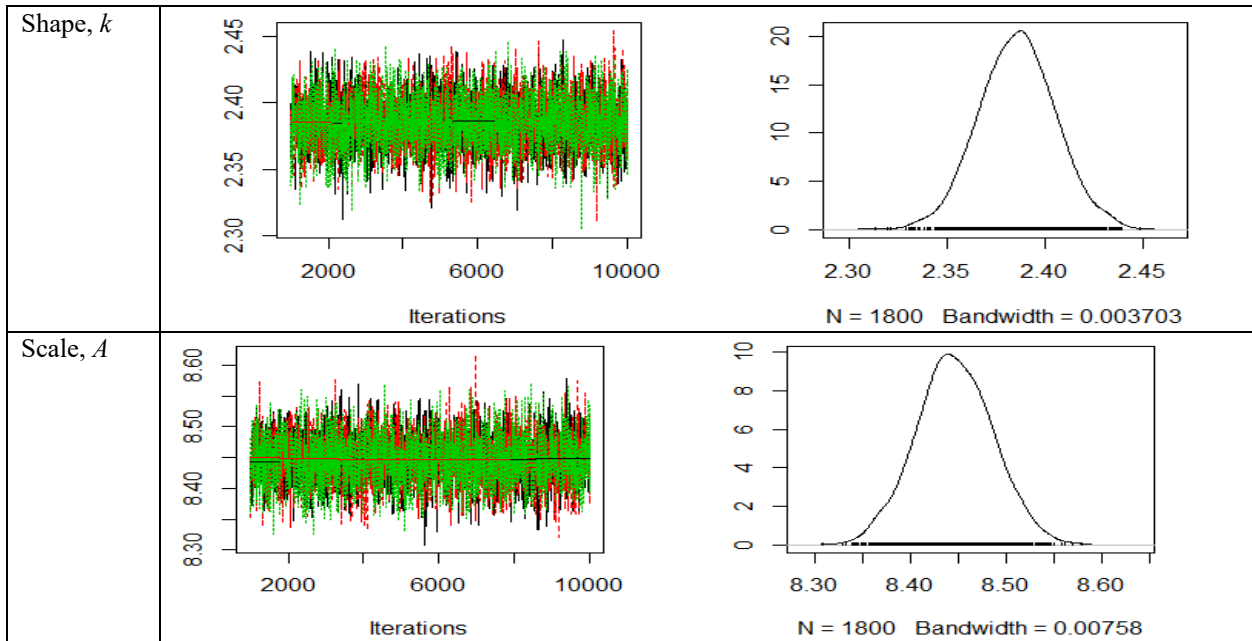 Shape, k
2.45
2.40
2.35
2.30
2000 6000 10000
Iterations
20
15
10
5
0
2.30 2.35 2.40 2.45
N = 1800 Bandwidth = 0.003703
Scale, A
8.60
8.50
8.40
8.30
2000 6000 10000
Iterations
10
8
6
4
2
0
8.30 8.40 8.50 8.60
N = 1800 Bandwidth = 0.00758